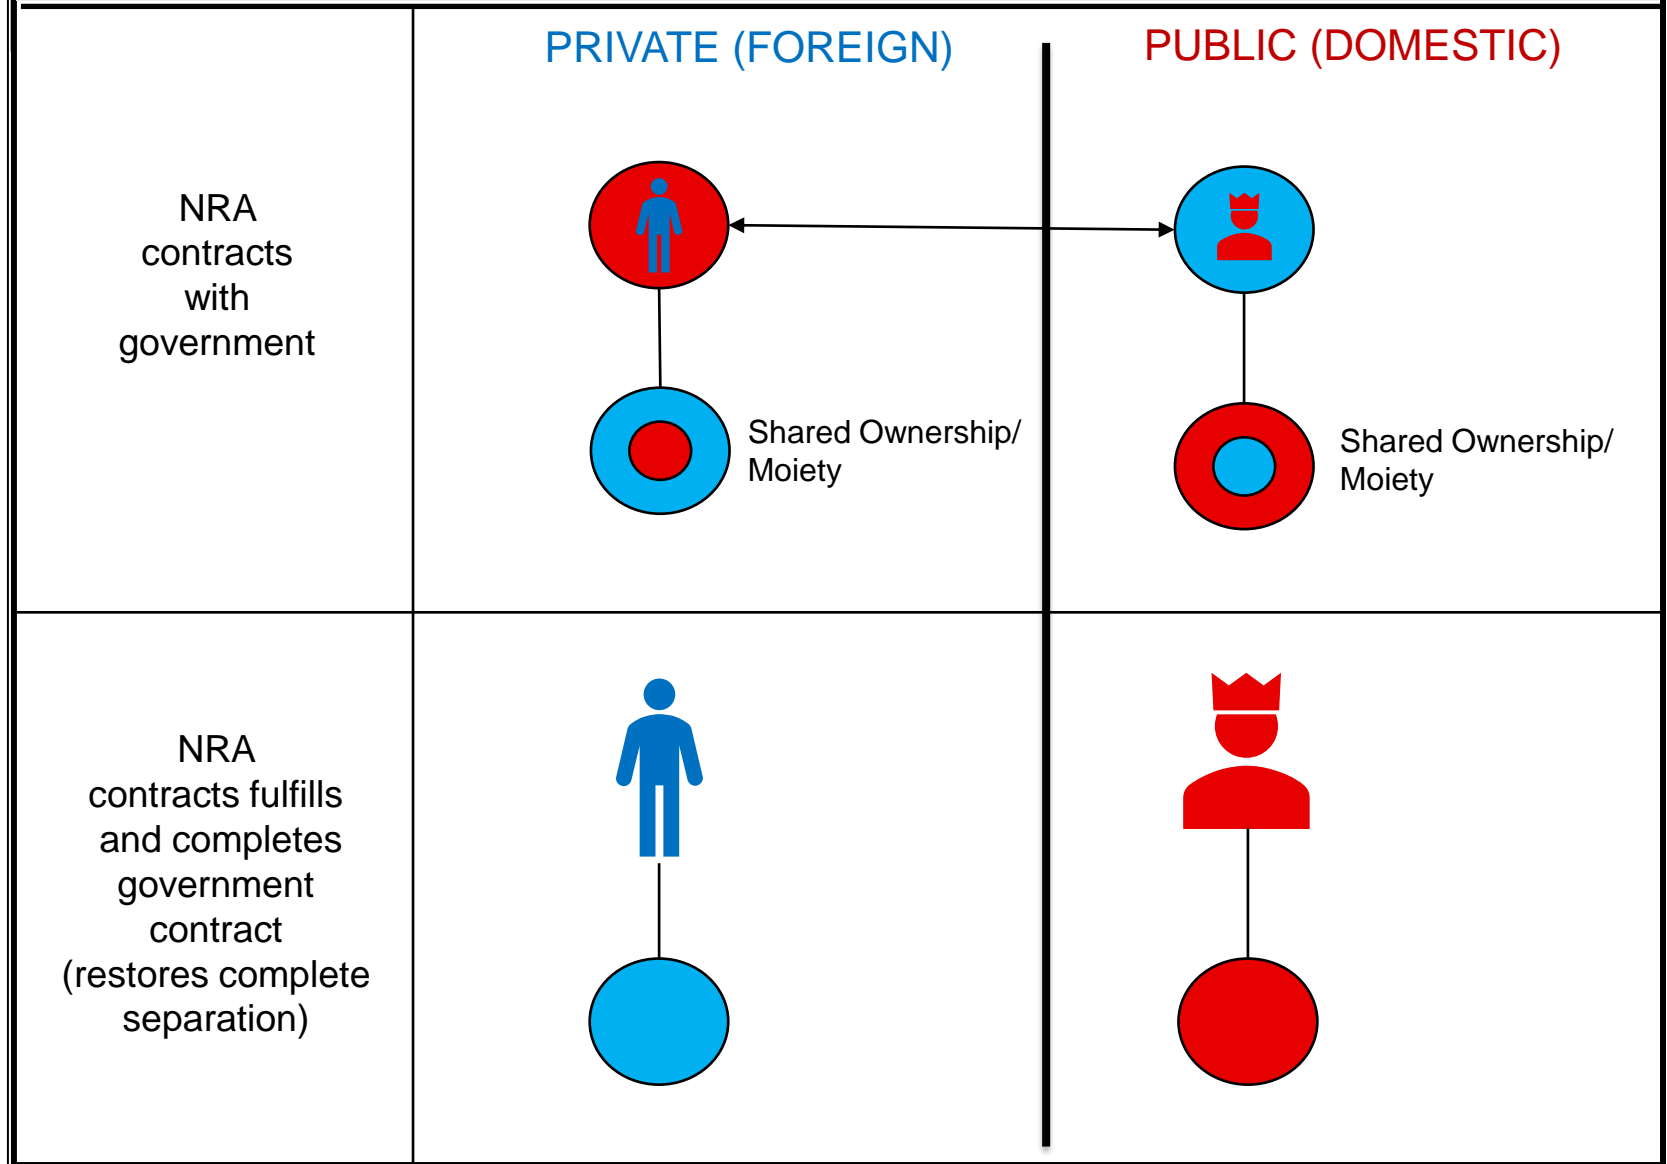 PRIVATE (FOREIGN)
PUBLIC (DOMESTIC)
NRA
contracts
with
government
Shared Ownership/
Moiety
Shared Ownership/
Moiety
NRA
contracts fulfills
and completes
government
contract
(restores complete
separation)